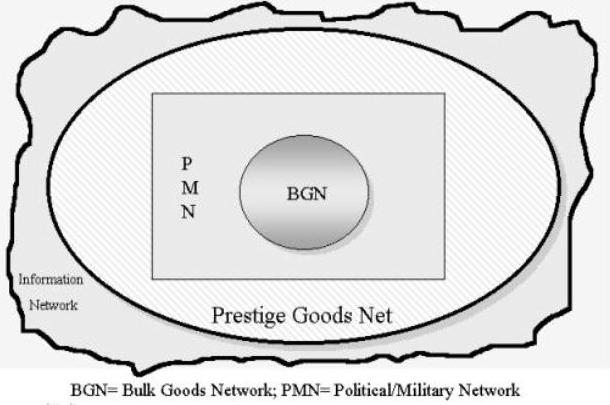 P
M
N
BGN
Information
Network
Prestige Goods Net
BGN= Bulk Goods Network; PMN= Political/Military Network